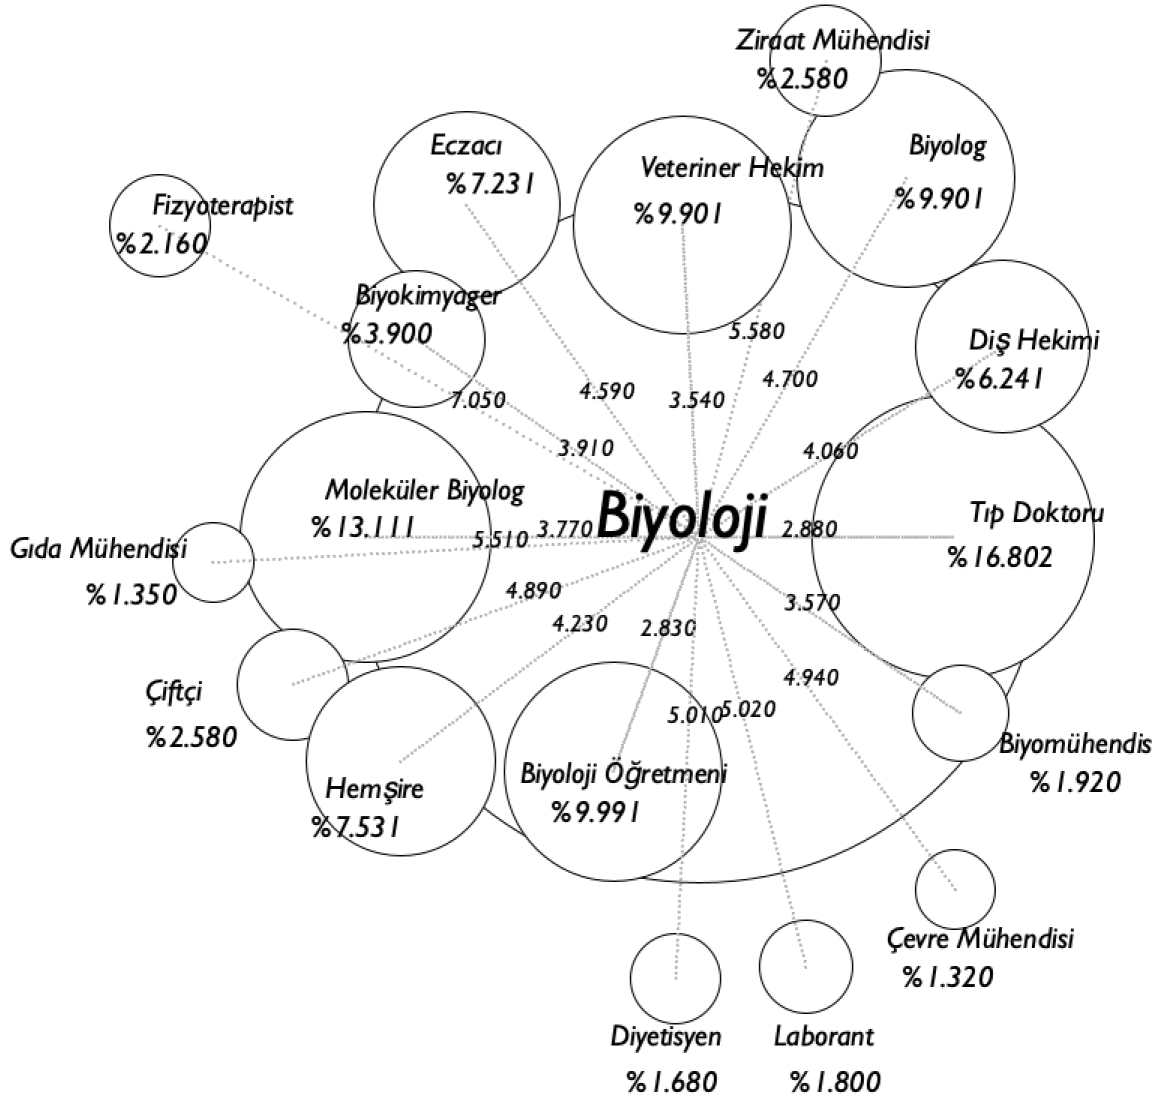 Ziraat Mühendisi
%2.580
Eczacı
%7.231
Veteriner Hekim
%9.901
Biyolog
%9.901
Fizyoterapist
%2.160
Biyokimyager
%3.900
Diş Hekimi
%6.241
5.580
4.700
4.590
3.540
7.050
3.910
4.060
Moleküler Biyolog
%13.111
Biyoloji
Tıp Doktoru
%16.802
5.510
3.770
2.880
Gıda Mühendisi
%1.350
4.890
3.570
4.230
2.830
4.940
Çiftçi
%2.580
5.010
5.020
Biyomühendis
%1.920
Hemşire
%7.531
Biyoloji Öğretmeni
%9.991
Çevre Mühendisi
%1.320
Diyetisyen
%1.680
Laborant
%1.800